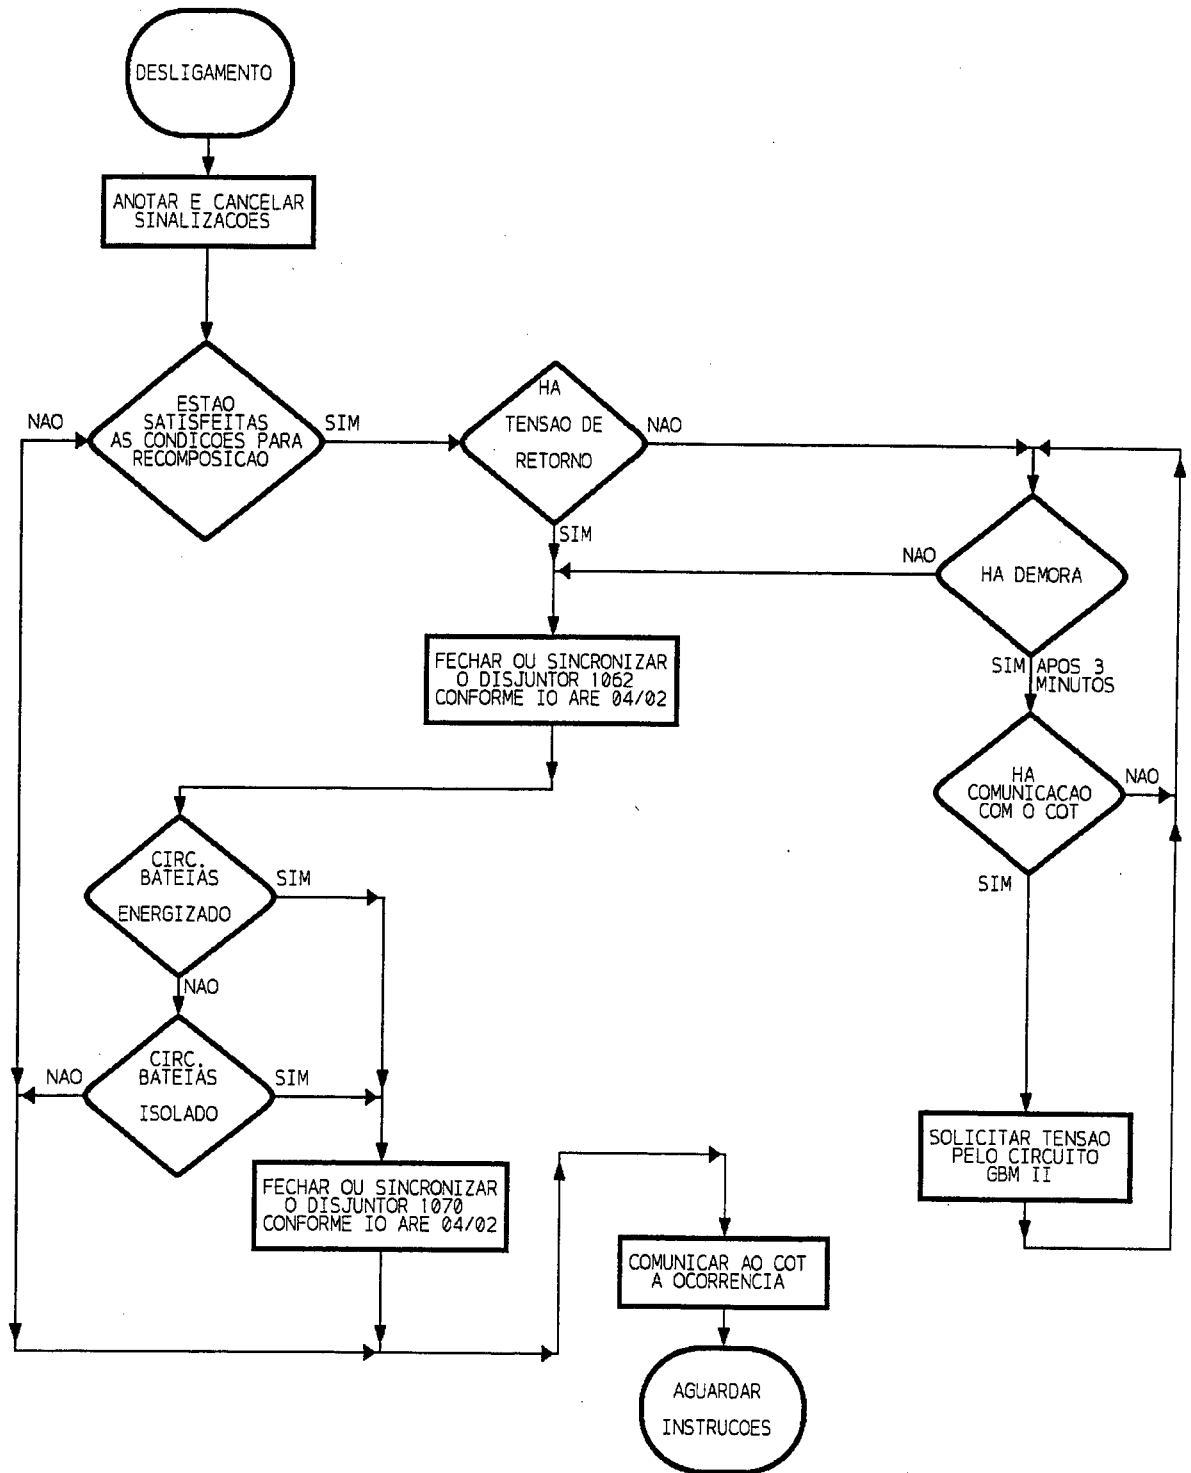 DESLIGAMENTO
ANOTAR E CANCELAR
SINALIZACOES
ESTAO
SATISFEITAS
AS CONDICOES PARA
RECOMPOSICAO
NAO
SIM
HA
TENSAO DE
RETORNO
NAO
SIM
HA DEMORA
NAO
SIM APOS 3
MINUTOS
FECHAR OU SINCRONIZAR
O DISJUNTOR 1062
CONFORME IO ARE 04/02
HA
COMUNICACAO
COM O COT
NAO
SIM
CIRC.
BATEIAS
ENERGIZADO
SIM
NAO
CIRC.
BATEIAS
ISOLADO
NAO
SIM
SOLICITAR TENSAO
PELO CIRCUITO
GBM II
FECHAR OU SINCRONIZAR
O DISJUNTOR 1070
CONFORME IO ARE 04/02
COMUNICAR AO COT
A OCORRENCIA
AGUARDAR
INSTRUCOES